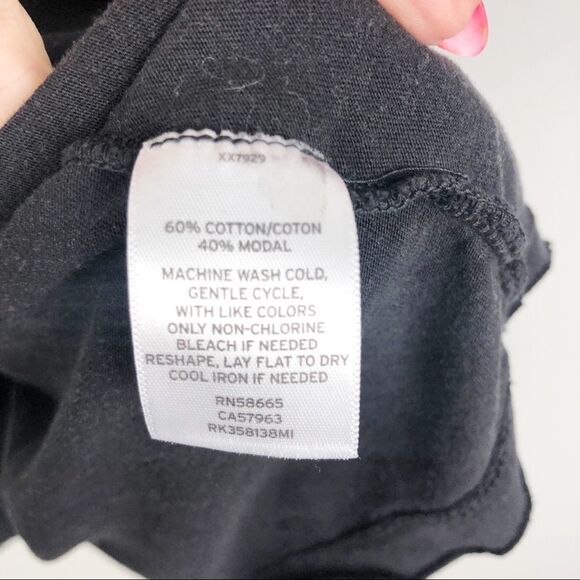 XX7929
60% COTTON/COTON
40% MODAL
MACHINE WASH COLD,
GENTLE CYCLE,
WITH LIKE COLORS
ONLY NON-CHLORINE
BLEACH IF NEEDED
RESHAPE, LAY FLAT TO DRY
COOL IRON IF NEEDED
RN58665
CA57963
RK358138MI